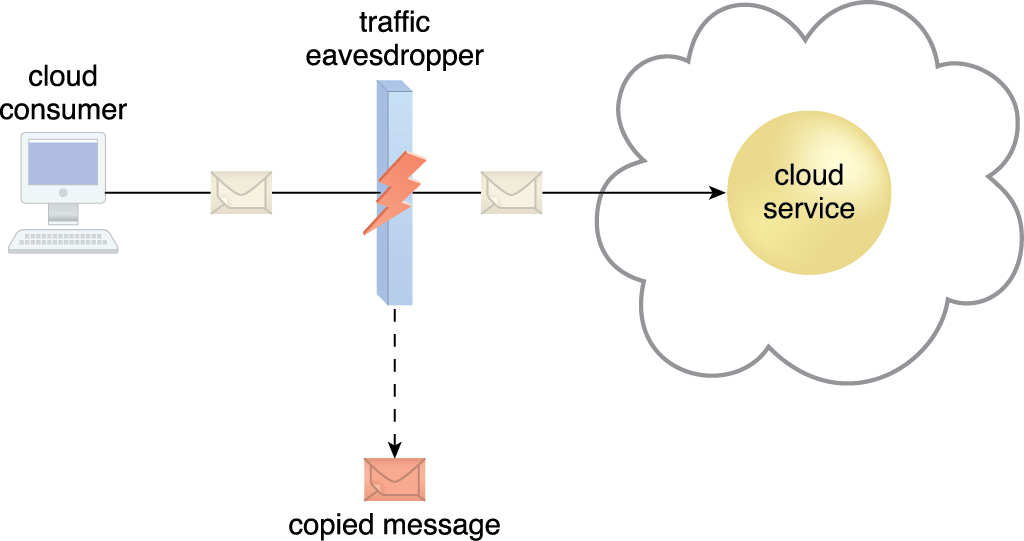 traffic
eavesdropper
cloud
consumer
cloud
service
copied message